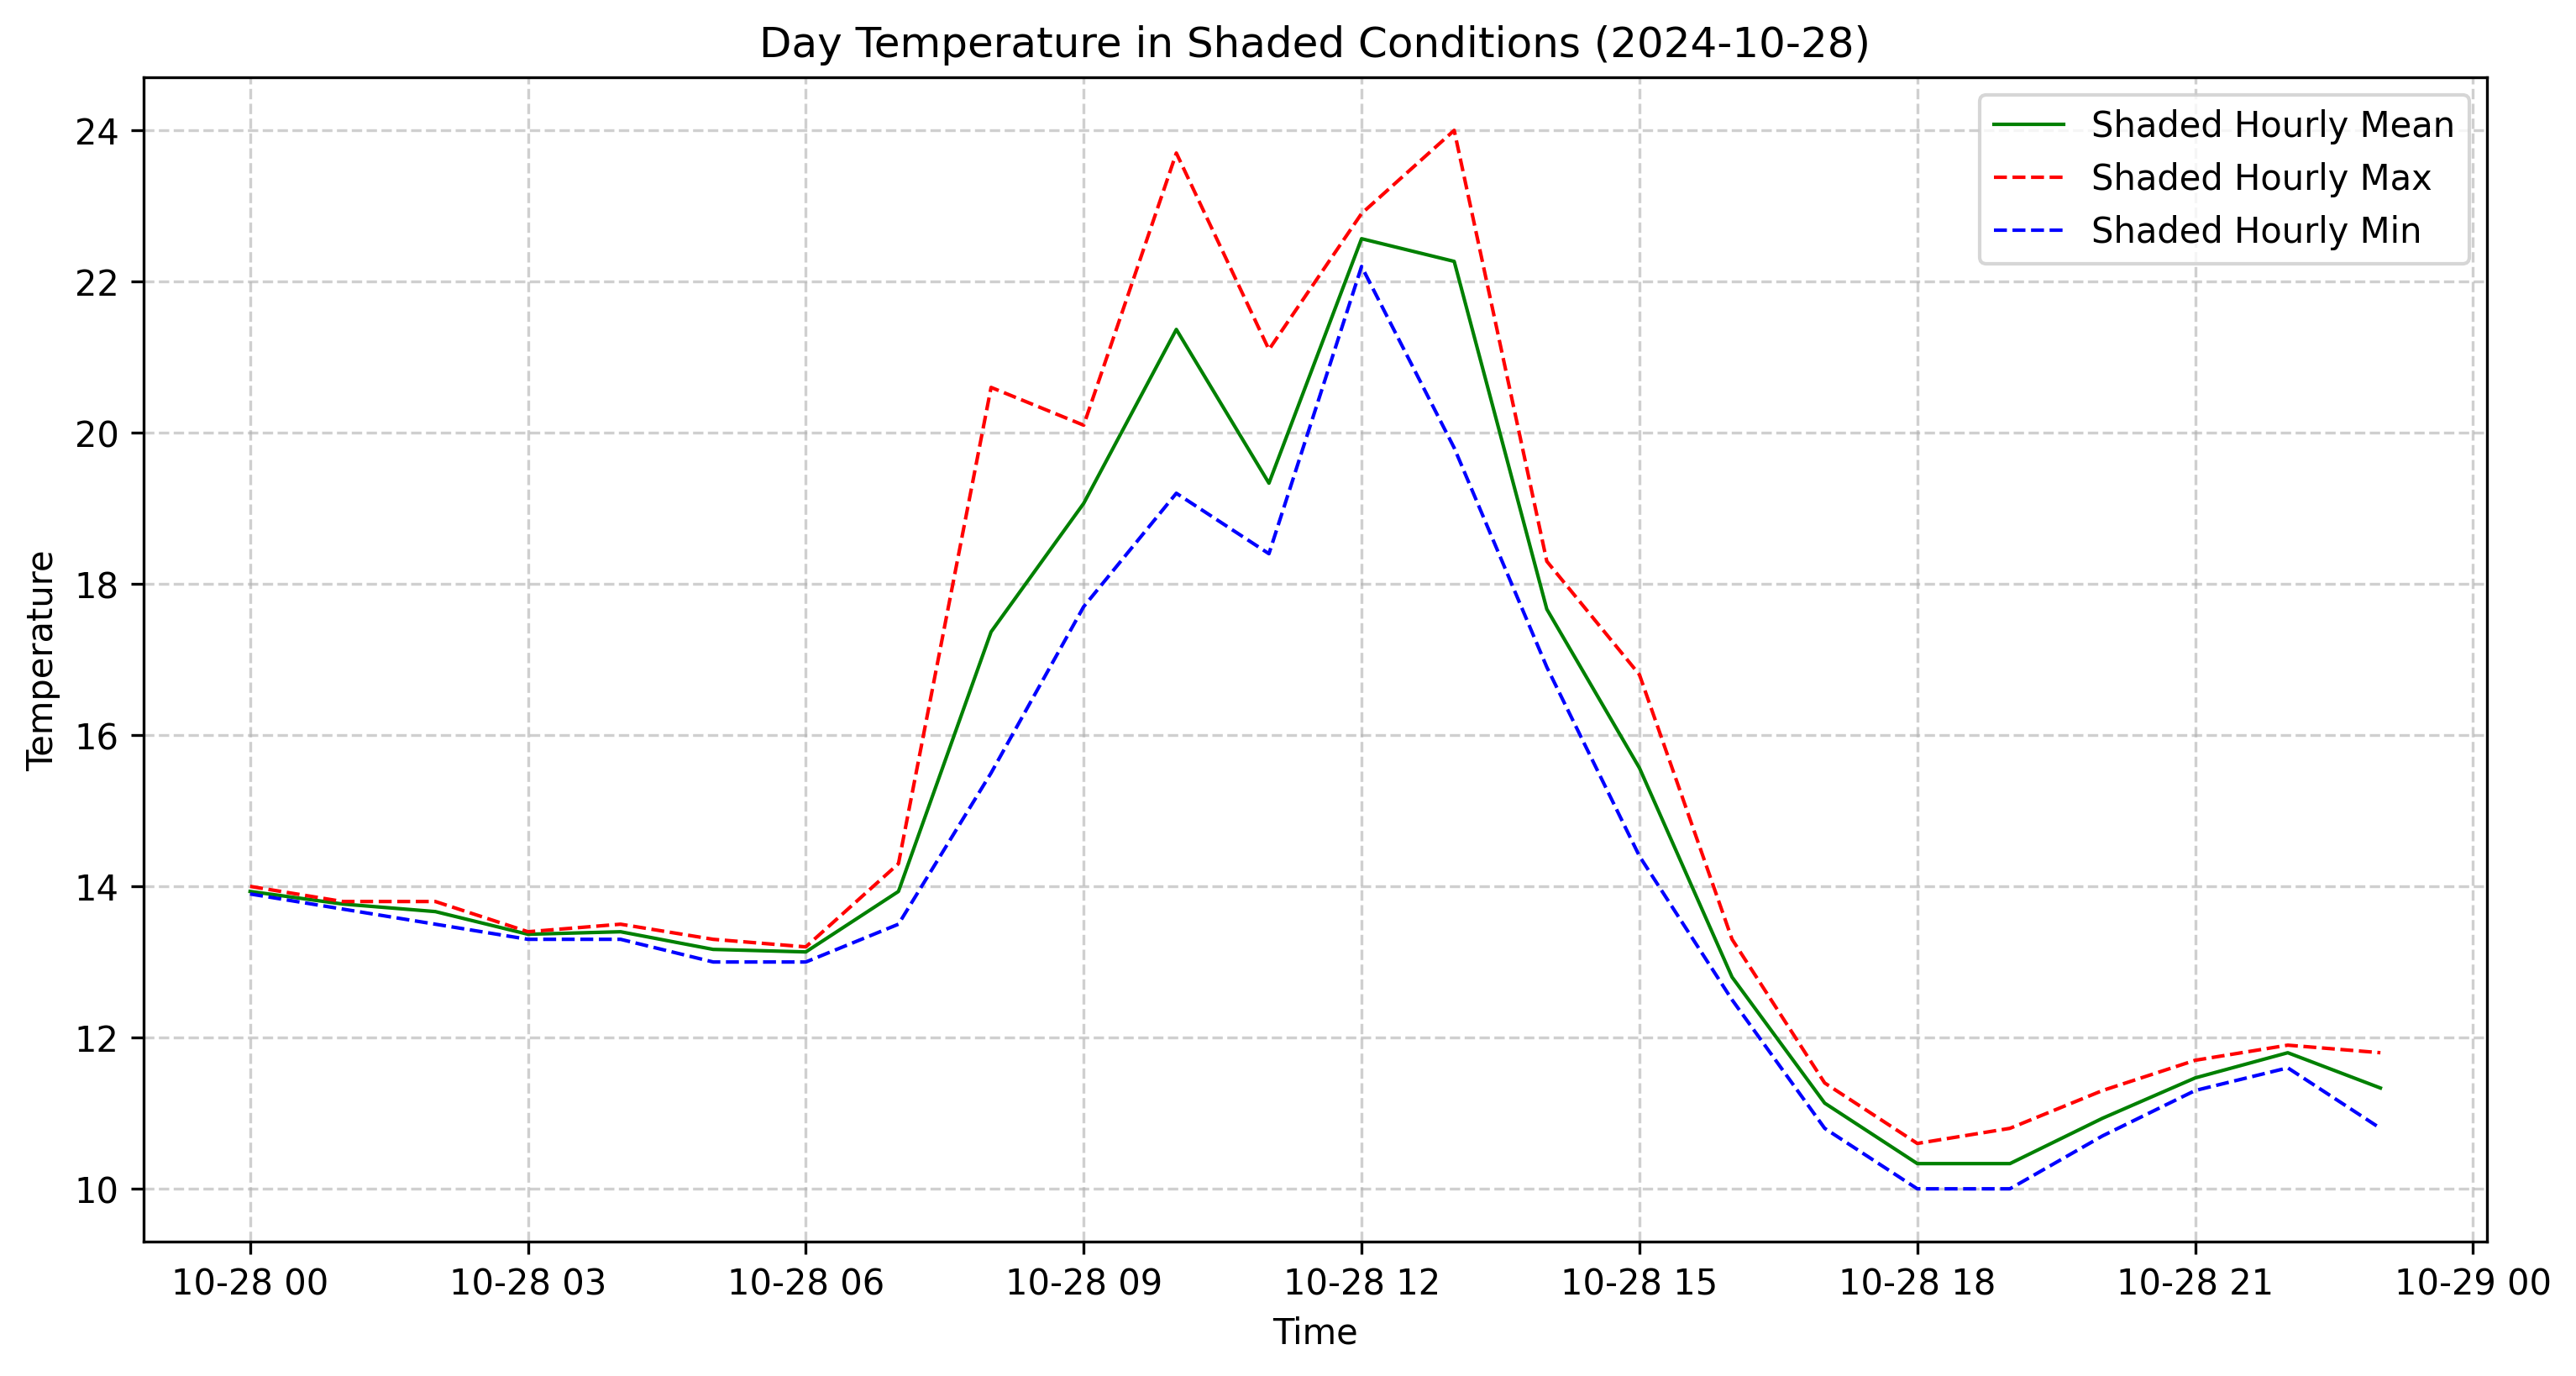 Day Temperature in Shaded Conditions (2024-10-28)
Shaded Hourly Mean
Shaded Hourly Max
Shaded Hourly Min
Temperature
24
22
20
18
16
14
12
10
10-28 00
10-28 03
10-28 06
10-28 09
10-28 12
10-28 15
10-28 18
10-28 21
10-29 00
Time